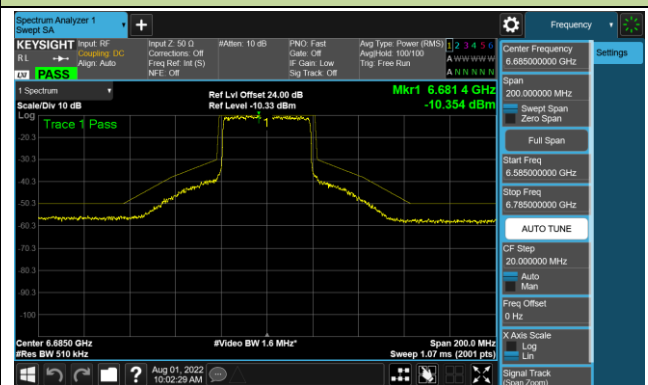 Spectrum Analyzer 1
Swept SA
Frequency
KEYSIGHT
RL
Input: RF
Coupling: DC
Align: Auto
Input Z: 50 Ω
Corrections: Off
Freq Ref: Int (S)
NFE: Off
#Atten: 10 dB
PNO: Fast
Gate: Off
IF Gain: Low
Sig Track: Off
Avg Type: Power (RMS)
Avg|Hold: 100/100
Trig: Free Run
1 2 3 4 5 6
A W W W W W
A N N N N N
LW PASS
Center Frequency
6.685000000 GHz
Settings
Span
200.000000 MHz
Swept Span
Zero Span
Full Span
Start Freq
6.585000000 GHz
Stop Freq
6.785000000 GHz
AUTO TUNE
CF Step
20.000000 MHz
Auto
Man
Freq Offset
0 Hz
X Axis Scale
Log
Lin
Signal Track
(Span Zoom)
1 Spectrum
Scale/Div 10 dB
Log
Ref Lvl Offset 24.00 dB
Ref Level -10.33 dBm
Mkr1 6.681 4 GHz
-10.354 dBm
Trace 1 Pass
1
-20.3
-30.3
-40.3
-50.3
-60.3
-70.3
-80.3
-90.3
-100
Center 6.6850 GHz
#Res BW 510 kHz
#Video BW 1.6 MHz*
Span 200.0 MHz
Sweep 1.07 ms (2001 pts)
Aug 01, 2022
10:02:29 AM